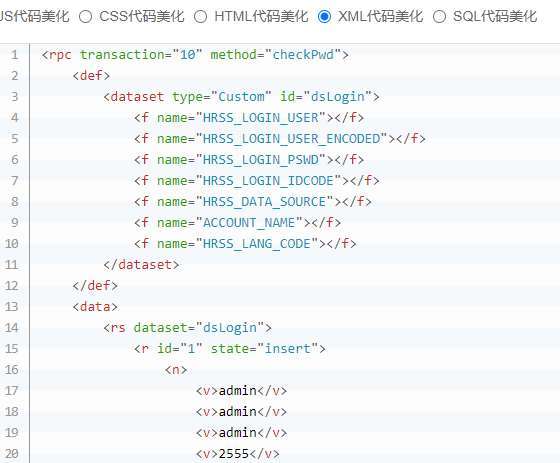 JS代码美化 CSS代码美化 HTML代码美化 XML代码美化 SQL代码美化
1 <rpc transaction="10" method="checkPwd">
2 <def>
3 <dataset type="Custom" id="dsLogin">
4 <f name="HRSS_LOGIN_USER"></f>
5 <f name="HRSS_LOGIN_USER_ENCODED"></f>
6 <f name="HRSS_LOGIN_PSWD"></f>
7 <f name="HRSS_LOGIN_IDCODE"></f>
8 <f name="HRSS_DATA_SOURCE"></f>
9 <f name="ACCOUNT_NAME"></f>
10 <f name="HRSS_LANG_CODE"></f>
11 </dataset>
12 </def>
13 <data>
14 <rs dataset="dsLogin">
15 <r id="1" state="insert">
16 <n>
17 <v>admin</v>
18 <v>admin</v>
19 <v>admin</v>
20 <v>2555</v>